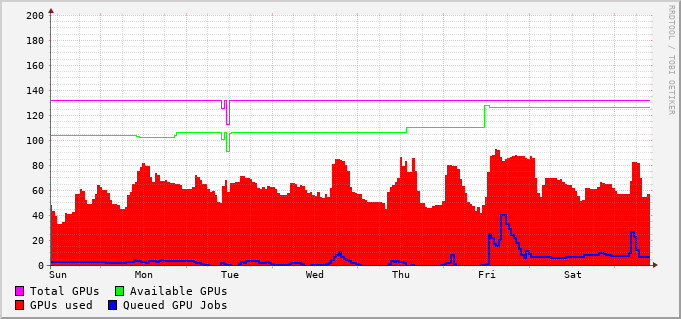 200
180
160
140
120
100
80
60
40
20
0
Sun Mon Tue Wed Thu Fri Sat
Total GPUs Available GPUs
GPUs used Queued GPU Jobs
RRDTOOL / TOBI OETIKER